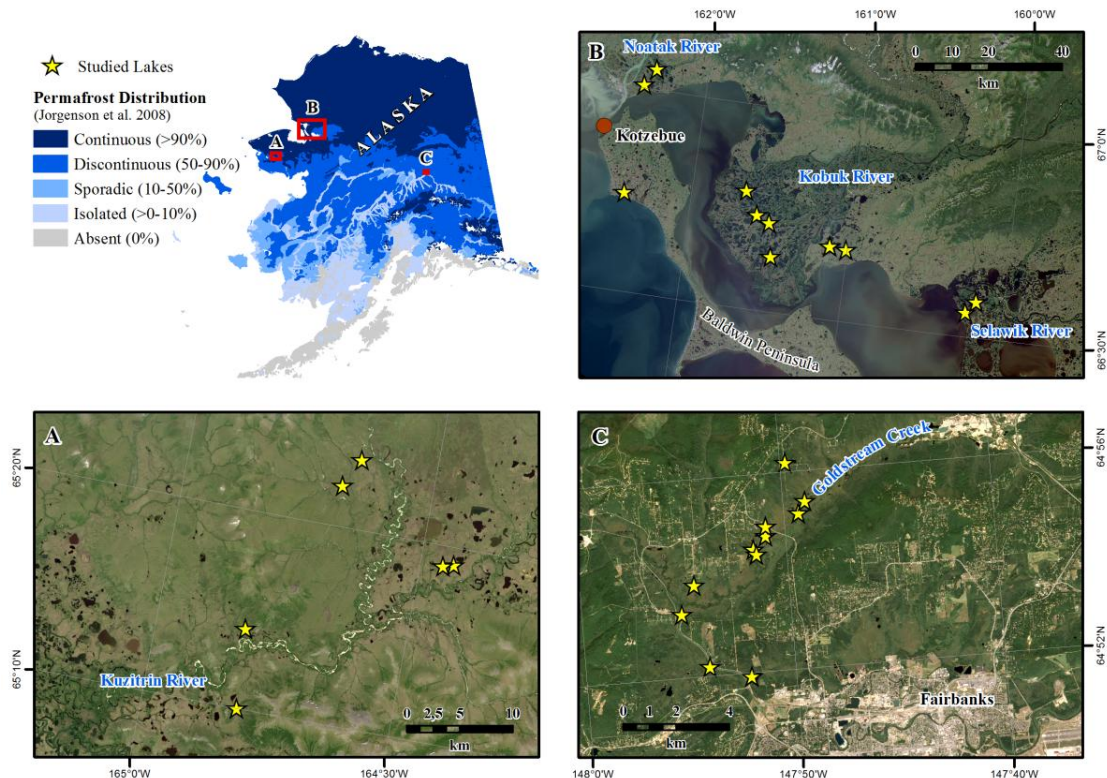 Studied Lakes
Permafrost Distribution
(Jorgenson et al. 2008)
Continuous (>90%)
Discontinuous (50-90%)
Sporadic (10-50%)
Isolated (>0-10%)
Absent (0%)
ALASKA
A
B
C
162°0'W
161°0'W
160°0'W
B
Noatak River
0 10 20 40
km
Kotzebue
Kobuk River
Baldwin Peninsula
Selawik River
67°0'N
66°30'N
A
65°20'N
65°10'N
Kuzitrin River
0 2,5 5 10
km
165°0'W
164°30'W
C
Goldstream Creek
64°56'N
64°52'N
Fairbanks
0 1 2 4
km
148°0'W
147°50'W
147°40'W